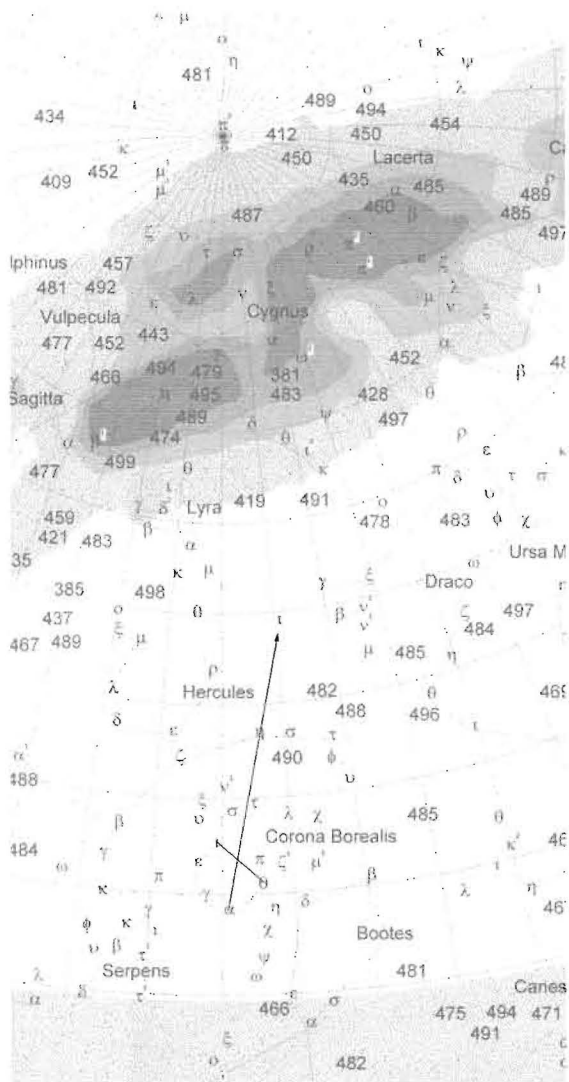 ε μ
ο
η
ι κ ψ
481
ο λ
489
434 ι
494
454
412 450
κ
450
Lacerta
409 452 μ
μ
435 α 485
ρ
489
460 β
485
487
ξ υ
τ σ ρ π
497
lphinus 457
π ε ξ
481 492
ξ λ
ε λ ν
μ ν ξ ι
Vulpecula
Cygnus
443
α
477 452
α ω
452
48
494 479
β
466
381
θ
Sagitta
η 495
483 428
489
δ ψ 497
α β
474
θ ι
ρ
ε
499
κ
477
θ
π δ τ σ κ
ι
υ
γ δ
419 491 ο
459
Lyra
478 483 φ χ
421 483 β
α
Ursa M
35
κ μ
ξ
ω
385 498
γ
Draco
ο
θ
β υ
ζ 497
437
ι
υ
484
467 489 ξ μ
μ 485 η
ρ
λ
Hercules
482
θ
469
δ
488 496
ε η σ τ
ι
α
ζ
490 φ
488
υ
ν
ξ
β
σ τ
485
υ
λ χ
θ
Corona Borealis
κ
46
484 γ
ι
ω
ε π ζ μ
ι
θ
β
λ η
κ
π
γ
δ
46
γ
α η
φ κ
χ
ι
Bootes
υ β
τ
ψ
Serpens
λ
ω
481
δ
Canes
α
τ
ε σ
466
475 494 471
α
491
ξ
ο
482